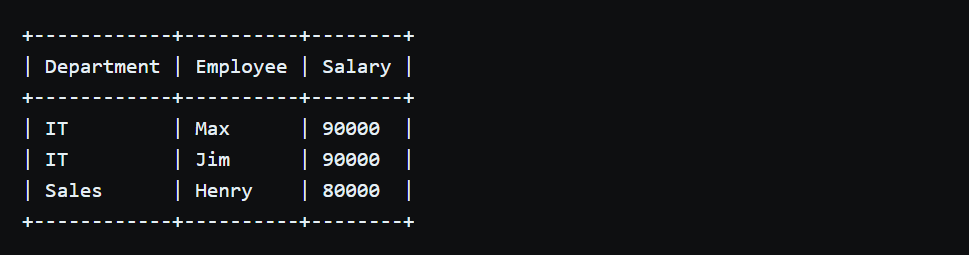 +------------+----------+--------+
| Department | Employee | Salary |
+------------+----------+--------+
| IT         | Max      | 90000  |
| IT         | Jim      | 90000  |
| Sales      | Henry    | 80000  |
+------------+----------+--------+